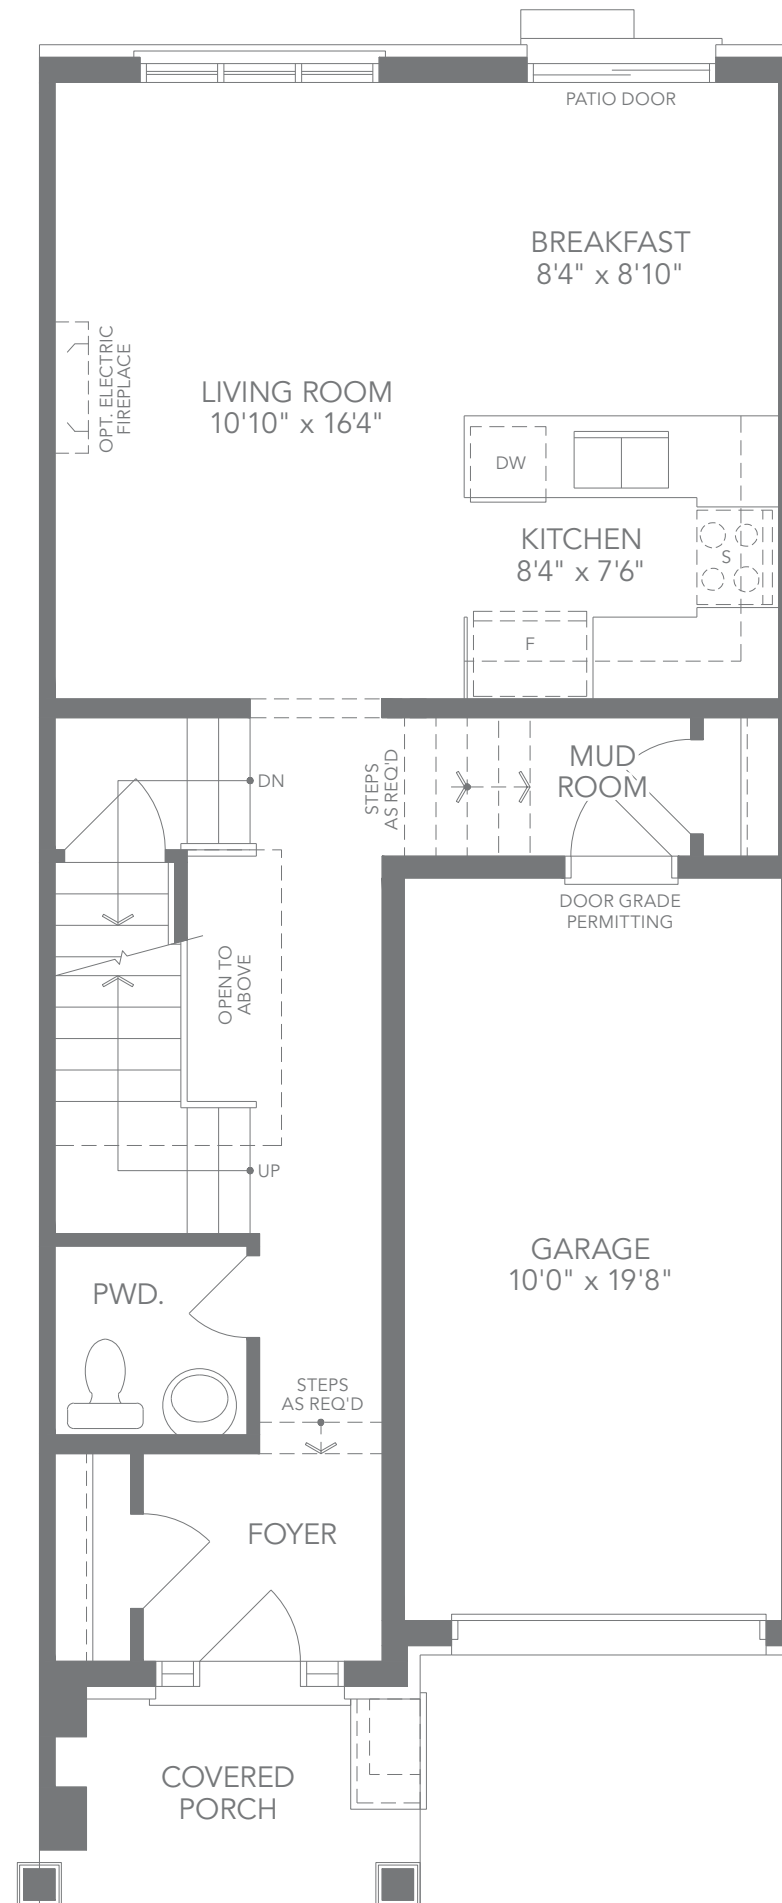 PATIO DOOR
BREAKFAST
8'4" x 8'10"
OPT. ELECTRIC
FIREPLACE
LIVING ROOM
10'10" x 16'4"
DW
KITCHEN
8'4" x 7'6"
S
F
DN
STEPS
AS REQ'D
MUD
ROOM
DOOR GRADE
PERMITTING
OPEN TO
ABOVE
UP
GARAGE
10'0" x 19'8"
PWD.
STEPS
AS REQ'D
FOYER
COVERED
PORCH